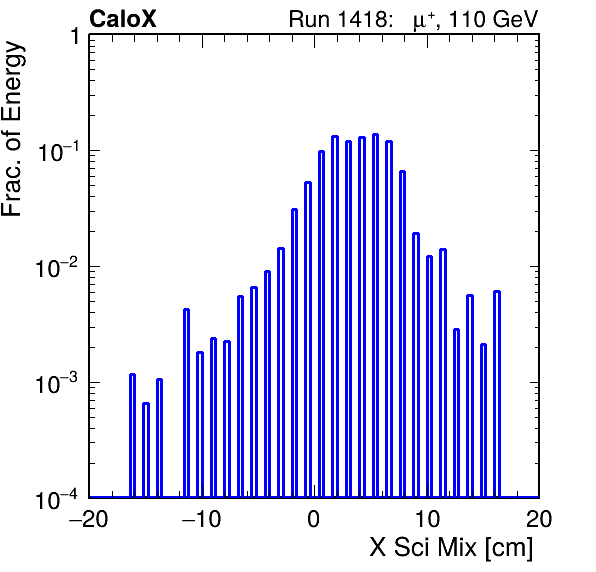 CaloX Run 1418: μ⁺, 110 GeV
Frac. of Energy
1
10⁻¹
10⁻²
10⁻³
10⁻⁴
−20 −10 0 10 20
X Sci Mix [cm]